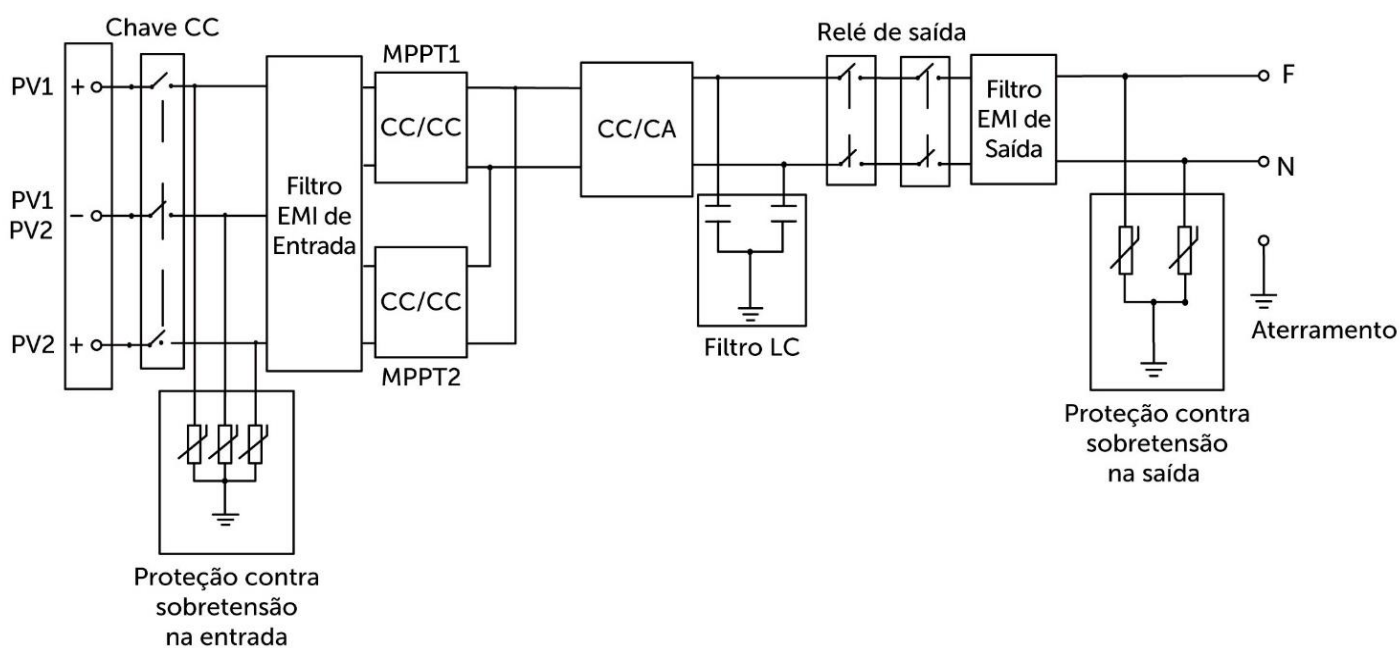 Chave CC
PV1
+
PV1
PV2
−
PV2
+
Filtro
EMI de
Entrada
MPPT1
CC/CC
CC/CC
MPPT2
CC/CA
Filtro LC
Relé de saída
Filtro
EMI de
Saída
F
N
Aterramento
Proteção contra
sobretensão
na entrada
Proteção contra
sobretensão
na saída